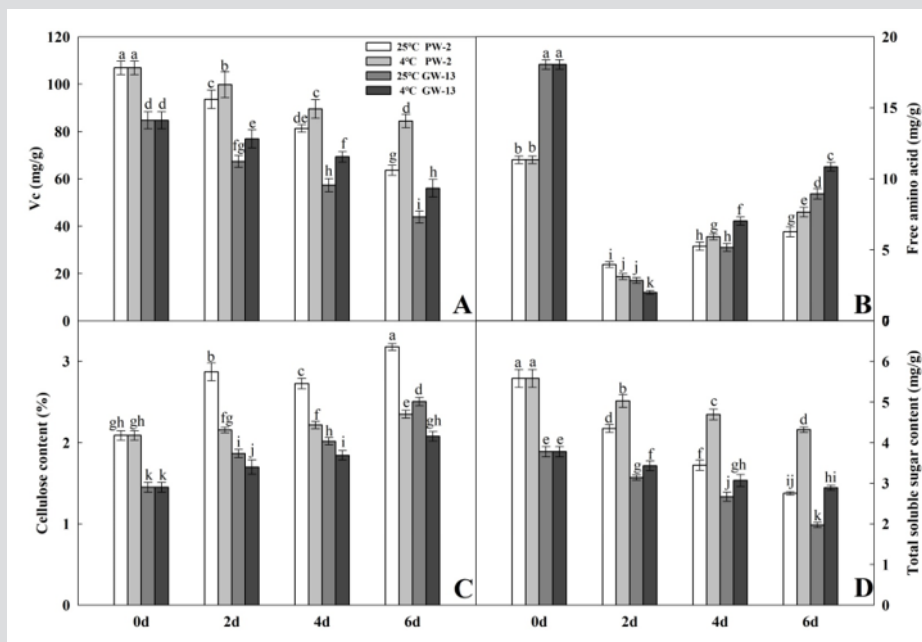 120
100
80
60
40
20
0
Vc (mg/g)
a a
d d
c b
fg e
de c
h f
g d
i h
25°C PW-2
4°C PW-2
25°C GW-13
4°C GW-13
A
20
15
10
5
0
Free amino acid (mg/g)
b b
a a
i j j k
h g h f
g e d c
B
3
2
1
0
Cellulose content (%)
gh gh
k k
b fg i j
c f i i
a e d gh
C
0d 2d 4d 6d
7
6
5
4
3
2
1
0
Total soluble sugar content (mg/g)
a a
e e
d b g f
f c j gh
ij d k hi
D
0d 2d 4d 6d